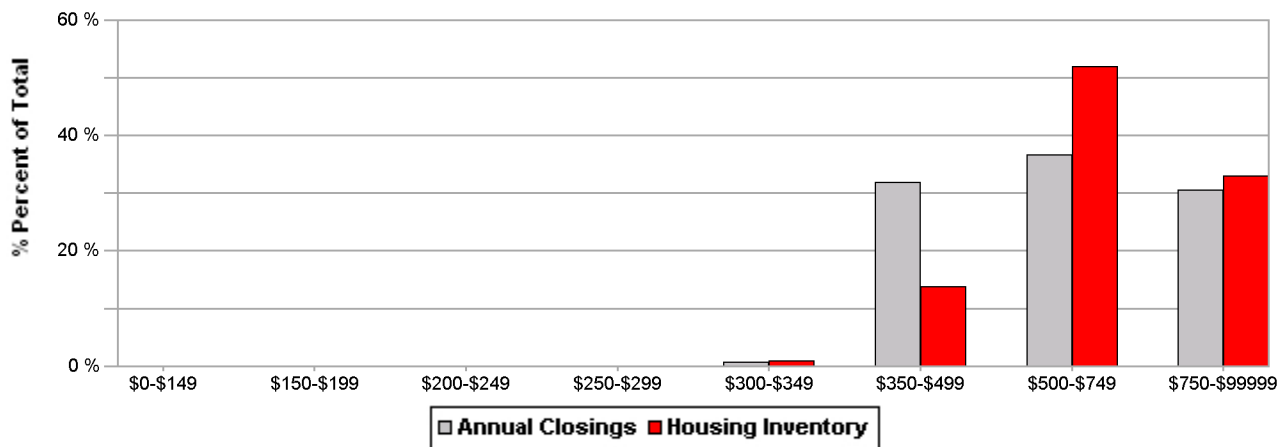 60 %
40 %
20 %
0 %
% Percent of Total
$0-$149 $150-$199 $200-$249 $250-$299 $300-$349 $350-$499 $500-$749 $750-$99999
Annual Closings Housing Inventory